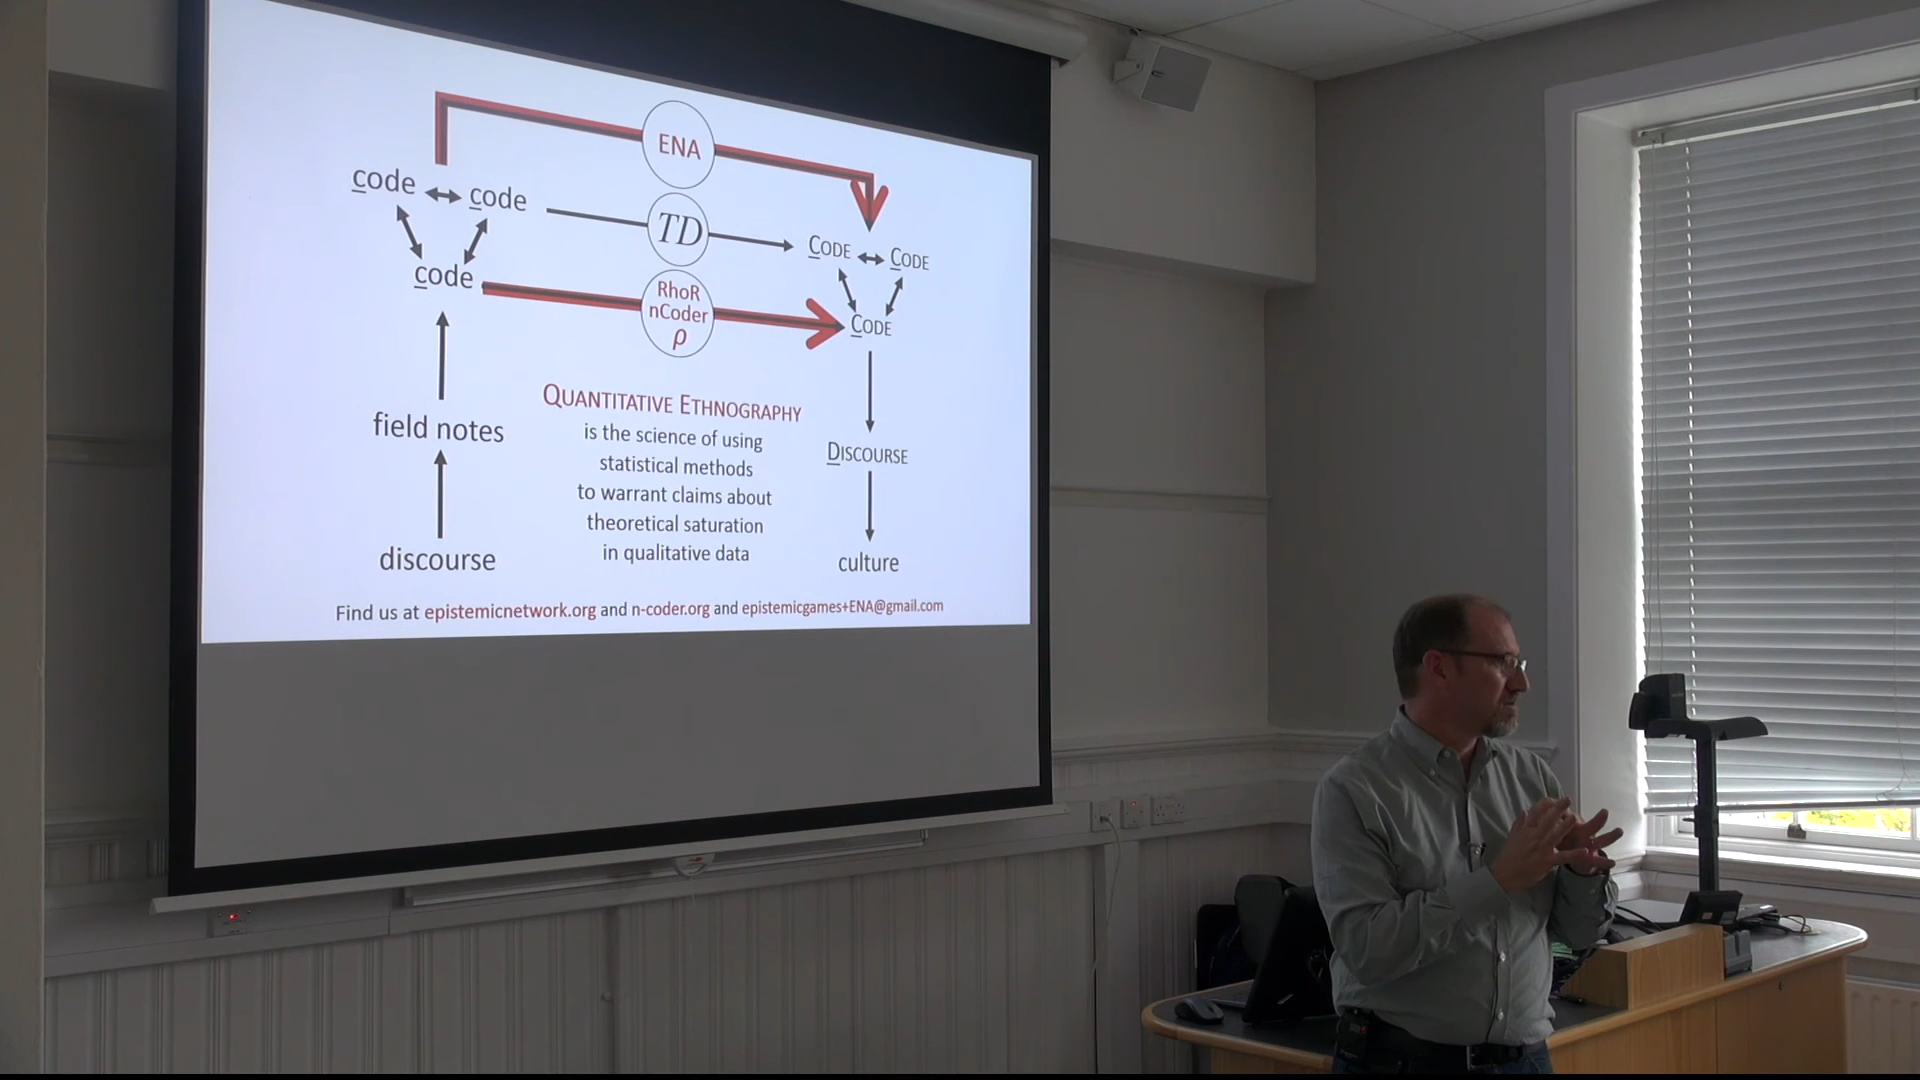 ENA
code code
TD
CODE CODE
code
RhoR
nCoder
ρ
CODE
QUANTITATIVE ETHNOGRAPHY
is the science of using
statistical methods
to warrant claims about
theoretical saturation
in qualitative data
field notes
discourse
DISCOURSE
culture
Find us at epistemicnetwork.org and n-coder.org and epistemicgames+ENA@gmail.com